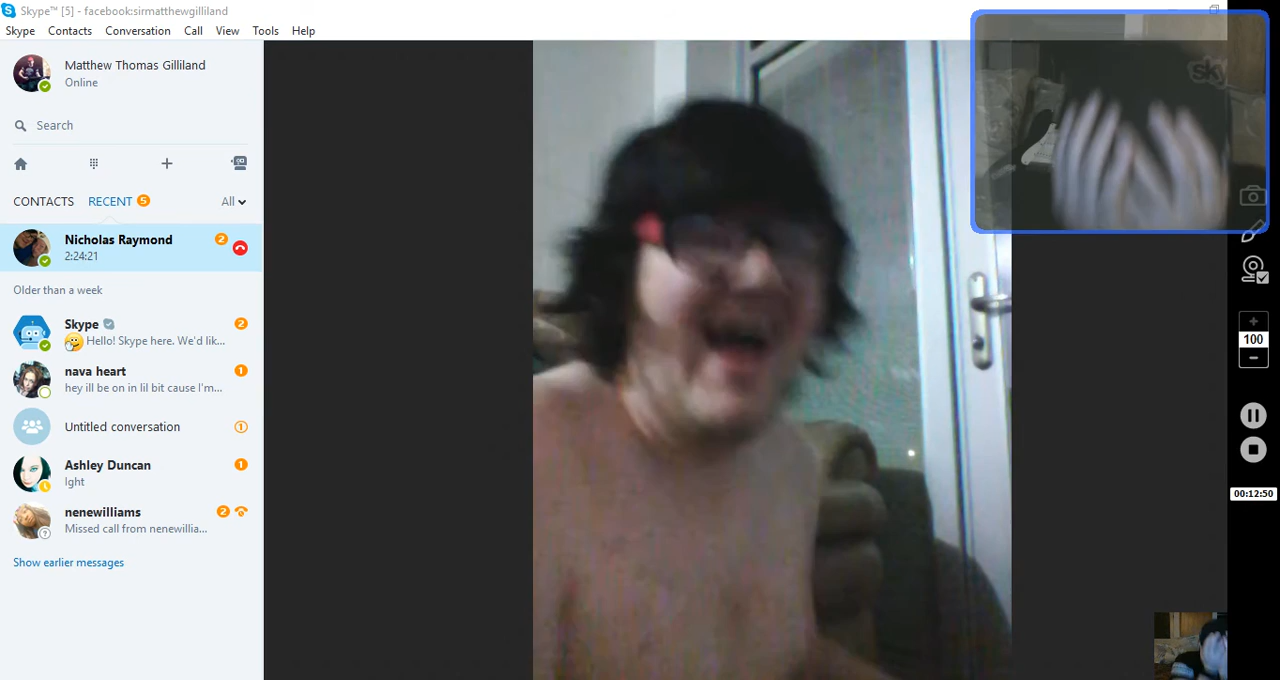 Skype™ [5] - facebook:sirmatthewgilliland
Skype Contacts Conversation Call View Tools Help
Matthew Thomas Gilliland
Online
Search
CONTACTS RECENT 5 All
Nicholas Raymond 2
2:24:21
Older than a week
Skype 2
Hello! Skype here. We'd lik...
nava heart 1
hey ill be on in lil bit cause I'm...
Untitled conversation 1
Ashley Duncan 1
lght
nenewilliams 2
Missed call from nenewillia...
Show earlier messages
sky
+
100
-
00:12:50